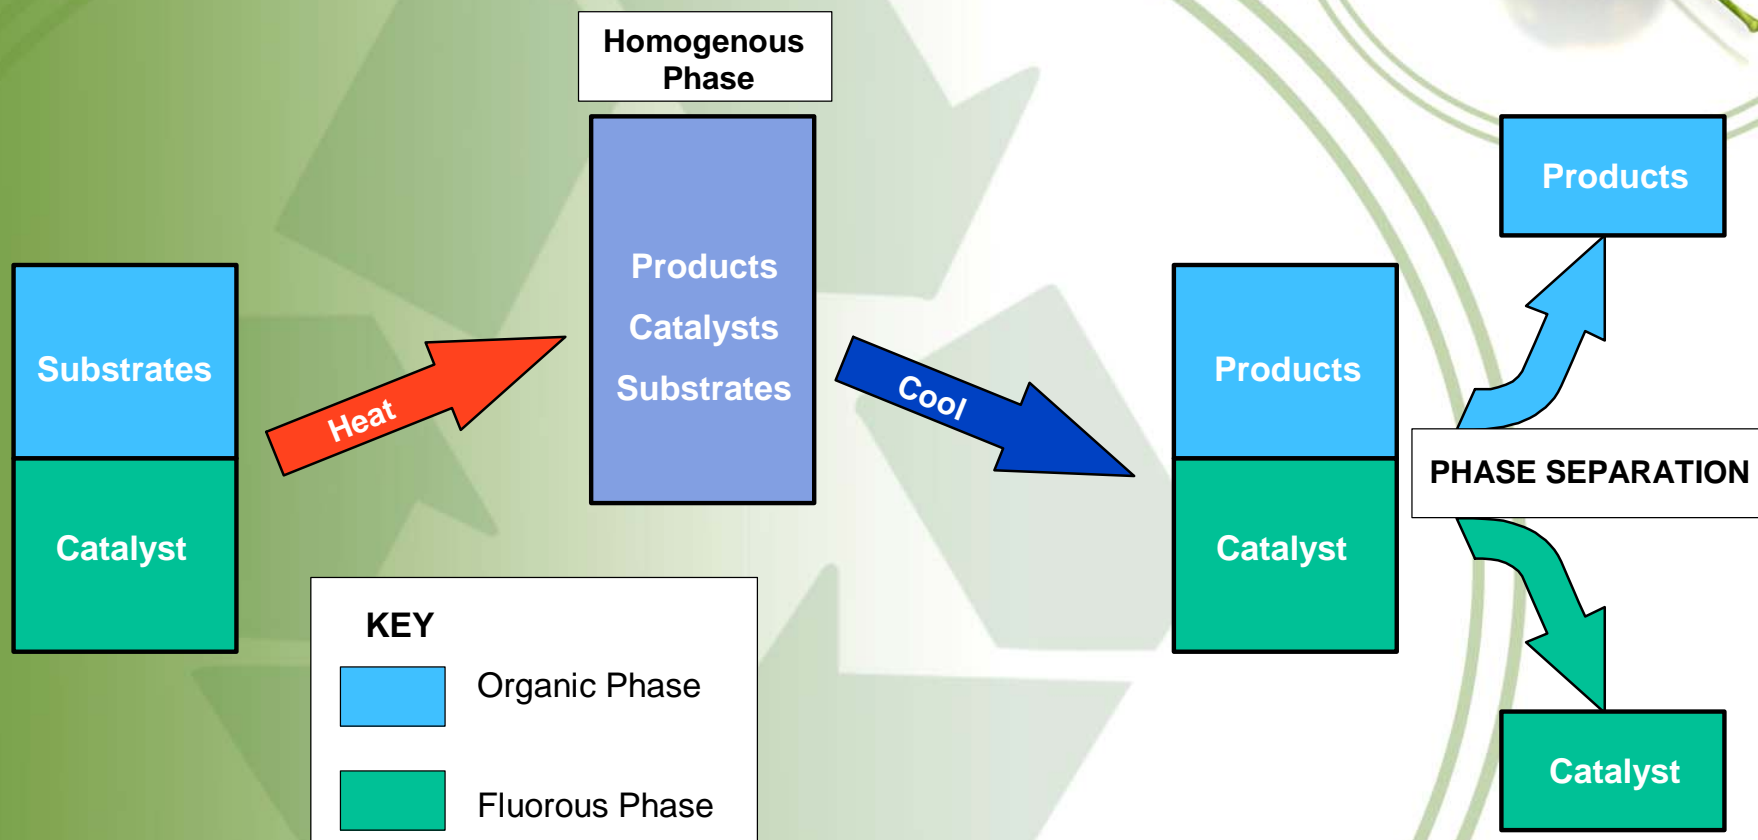 Homogenous
Phase
Products
Catalysts
Substrates
Substrates
Catalyst
Heat
Cool
Products
Catalyst
PHASE SEPARATION
Products
Catalyst
KEY
Organic Phase
Fluorous Phase